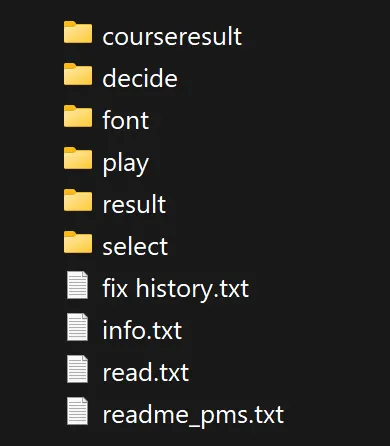 courseresult
decide
font
play
result
select
fix history.txt
info.txt
read.txt
readme_pms.txt